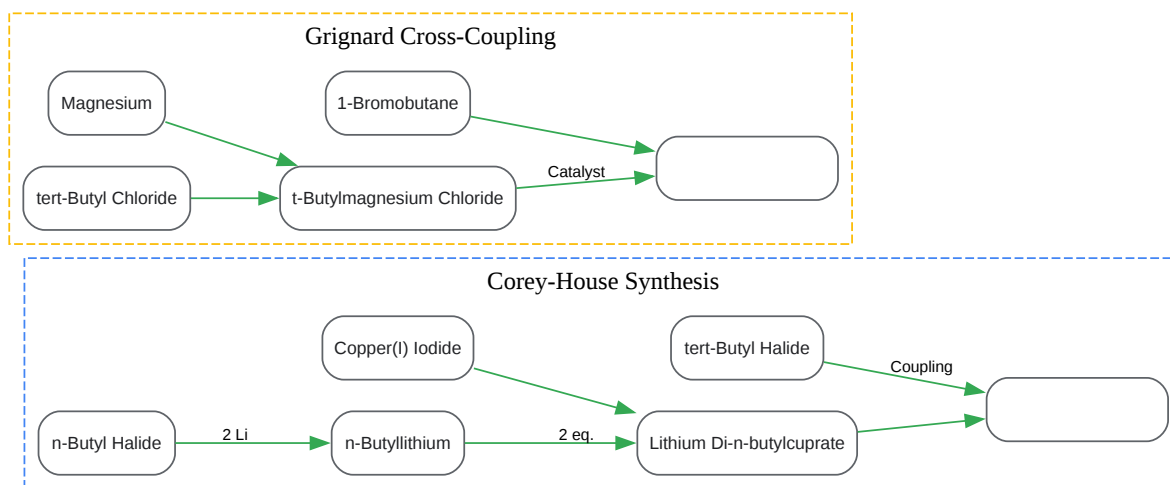 Grignard Cross-Coupling
Magnesium
1-Bromobutane
tert-Butyl Chloride
t-Butylmagnesium Chloride
Catalyst
Corey-House Synthesis
Copper(I) Iodide
tert-Butyl Halide
Coupling
n-Butyl Halide
2 Li
n-Butyllithium
2 eq.
Lithium Di-n-butylcuprate